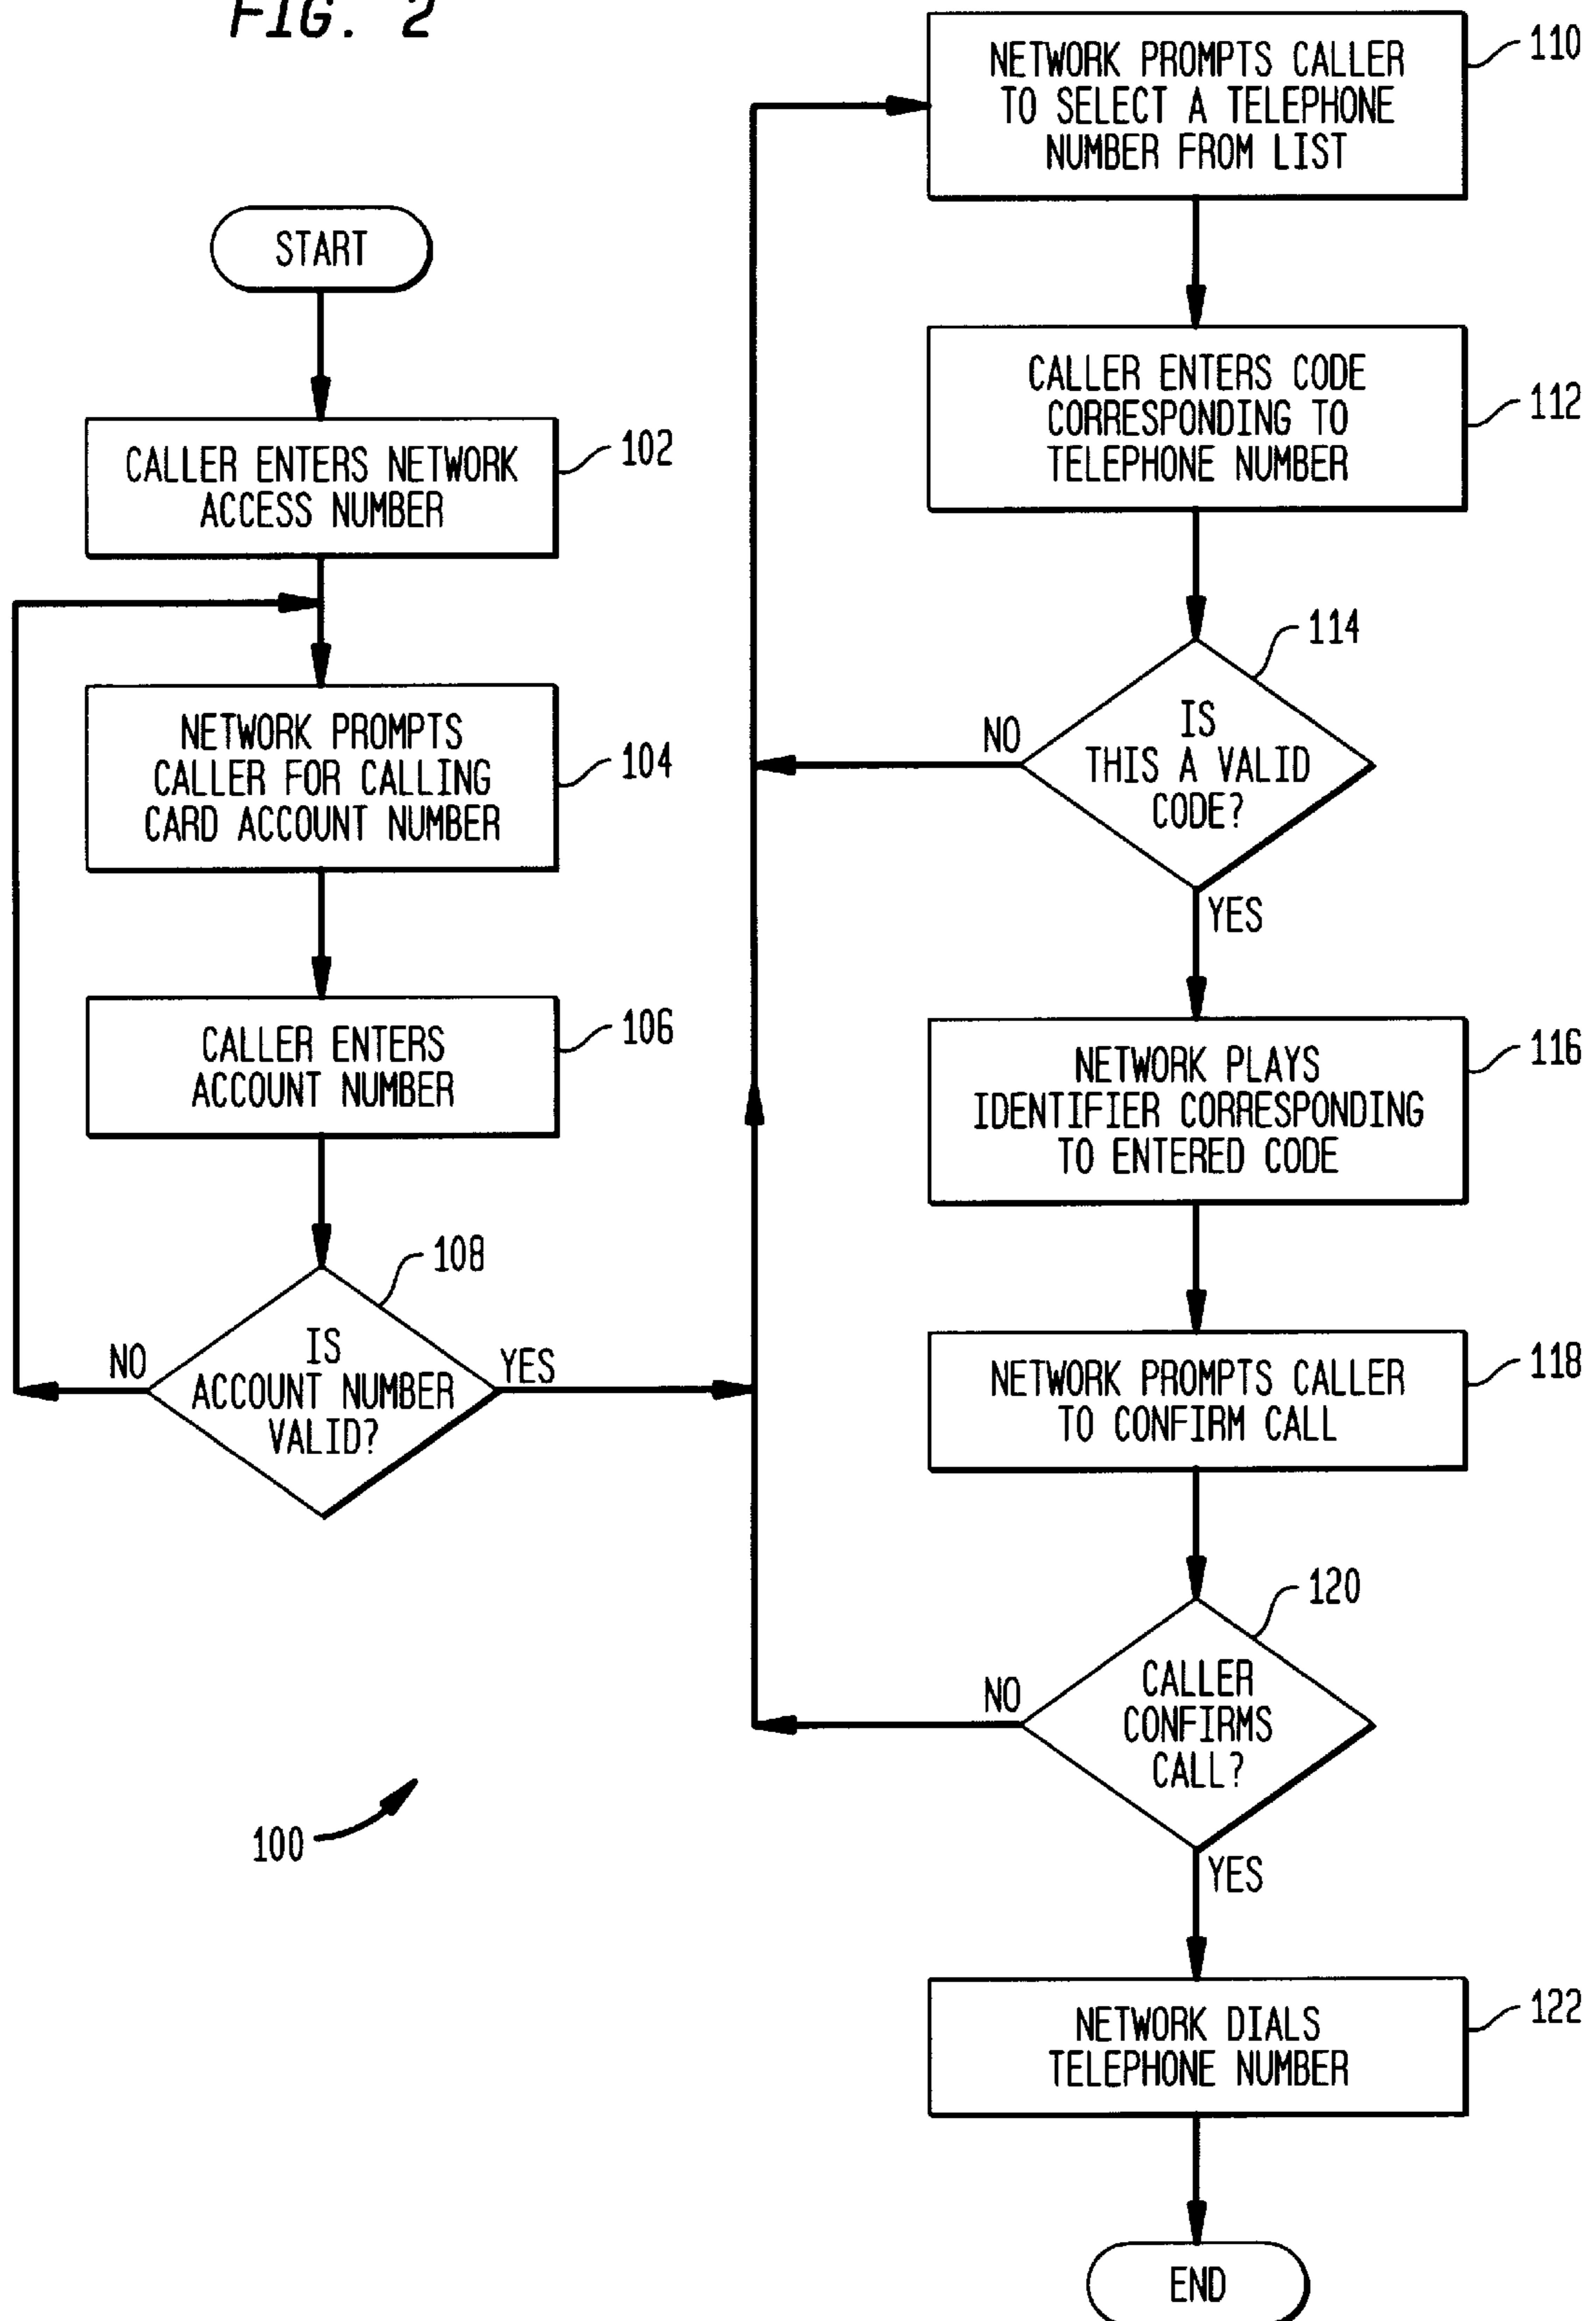 FIG. 2
START
CALLER ENTERS NETWORK
ACCESS NUMBER
102
NETWORK PROMPTS
CALLER FOR CALLING
CARD ACCOUNT NUMBER
104
CALLER ENTERS
ACCOUNT NUMBER
106
108
IS
ACCOUNT NUMBER
VALID?
NO
YES
100
NETWORK PROMPTS CALLER
TO SELECT A TELEPHONE
NUMBER FROM LIST
110
CALLER ENTERS CODE
CORRESPONDING TO
TELEPHONE NUMBER
112
114
IS
THIS A VALID
CODE?
NO
YES
NETWORK PLAYS
IDENTIFIER CORRESPONDING
TO ENTERED CODE
116
NETWORK PROMPTS CALLER
TO CONFIRM CALL
118
120
CALLER
CONFIRMS
CALL?
NO
YES
NETWORK DIALS
TELEPHONE NUMBER
122
END